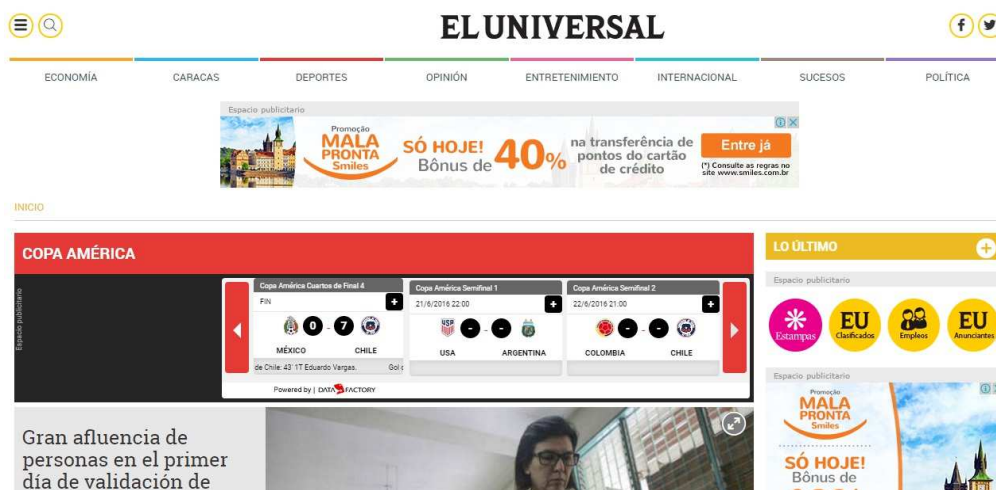 EL UNIVERSAL
ECONOMÍA
CARACAS
DEPORTES
OPINIÓN
ENTRETENIMIENTO
INTERNACIONAL
SUCESOS
POLÍTICA
Espacio publicitario
Promoção
MALA
PRONTA
Smiles
SÓ HOJE!
Bônus de
40%
na transferência de
pontos do cartão
de crédito
Entre já
(*) Consulte as regras no
site www.smiles.com.br
INICIO
COPA AMÉRICA
Espacio publicitario
Copa América Cuartos de Final 4
FIN
0 - 7
MÉXICO CHILE
de Chile: 43' 1T Eduardo Vargas.
Copa América Semifinal 1
21/6/2016 22:00
- - -
USA ARGENTINA
Copa América Semifinal 2
22/6/2016 21:00
- - -
COLOMBIA CHILE
Powered by | DATA FACTORY
Gran afluencia de
personas en el primer
día de validación de
LO ÚLTIMO
Espacio publicitario
Estampas
EU
Clasificados
Empleos
EU
Anunciantes
Espacio publicitario
Promoção
MALA
PRONTA
Smiles
SÓ HOJE!
Bônus de